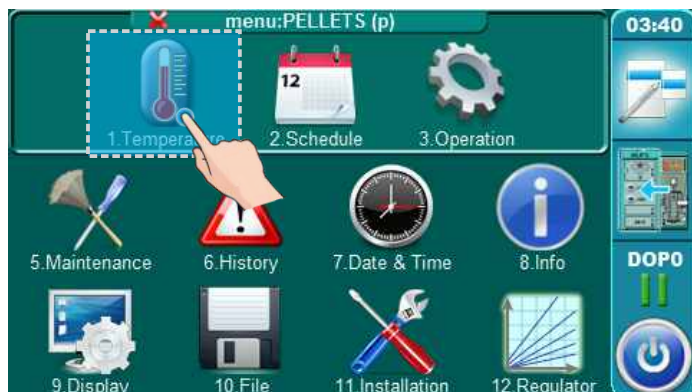 menu:PELLETS (p)
03:40
12
1.Temperature
2.Schedule
3.Operation
5.Maintenance
6.History
7.Date & Time
8.Info
DOP0
9.Display
10.File
11.Installation
12.Regulator